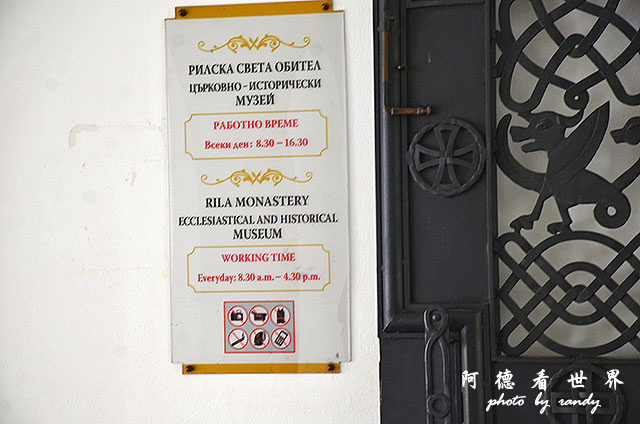 РИЛСКА СВЕТА ОБИТЕЛ
ЦЪРКОВНО - ИСТОРИЧЕСКИ
МУЗЕЙ
РАБОТНО ВРЕМЕ
Всеки ден: 8.30 – 16.30
RILA MONASTERY
ECCLESIASTICAL AND HISTORICAL
MUSEUM
WORKING TIME
Everyday: 8.30 a.m. – 4.30 p.m.
阿德看世界
photo by randy